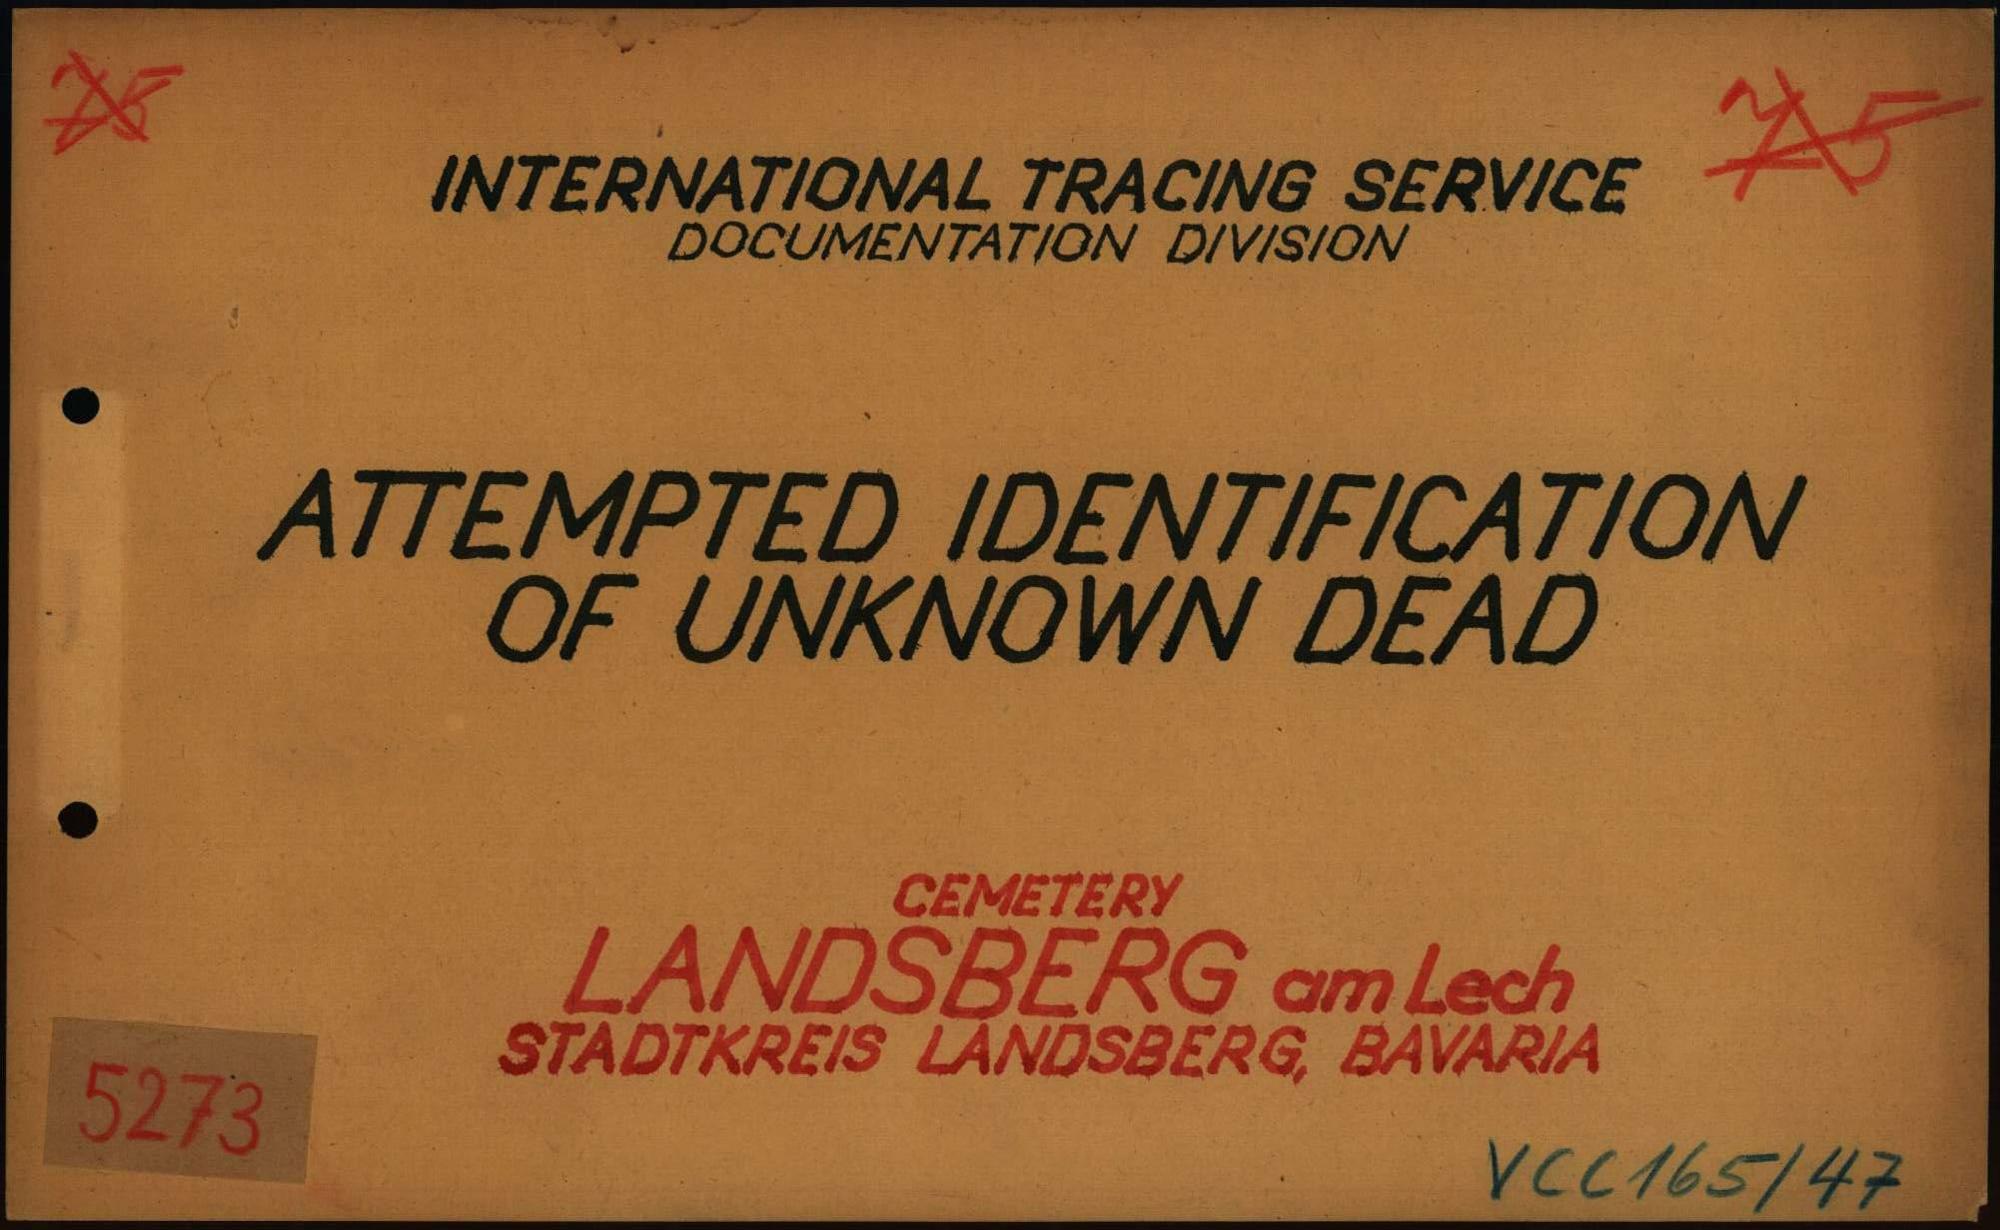 INTERNATIONAL TRACING SERVICE
DOCUMENTATION DIVISION
ATTEMPTED IDENTIFICATION
OF UNKNOWN DEAD
CEMETERY
LANDSBERG am Lech
STADTKREIS LANDSBERG, BAVARIA
5273
VCC165/47